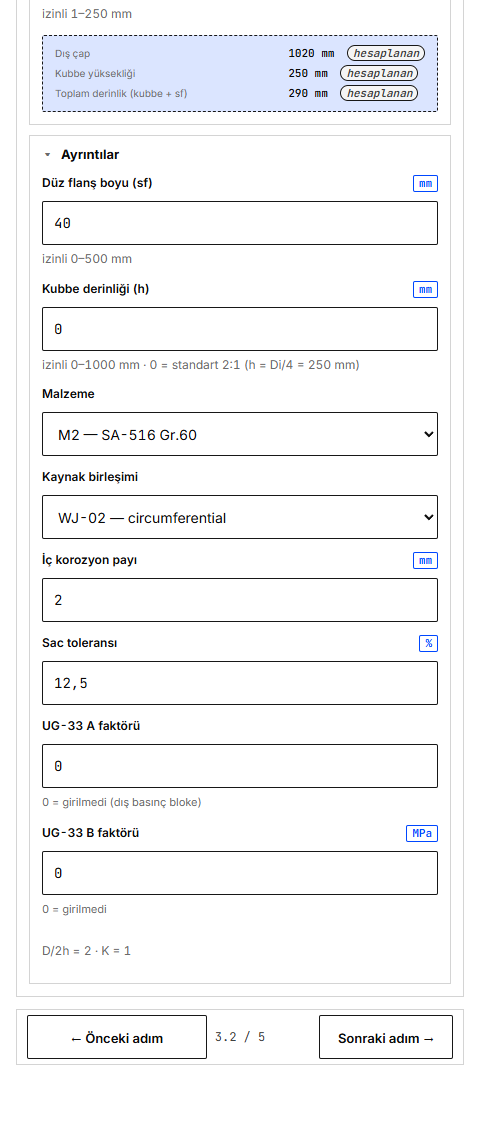 izinli 1–250 mm
Dış çap 1020 mm hesaplanan
Kubbe yüksekliği 250 mm hesaplanan
Toplam derinlik (kubbe + sf) 290 mm hesaplanan
Ayrıntılar
Düz flanş boyu (sf) mm
40
izinli 0–500 mm
Kubbe derinliği (h) mm
0
izinli 0–1000 mm · 0 = standart 2:1 (h = Di/4 = 250 mm)
Malzeme
M2 — SA-516 Gr.60
Kaynak birleşimi
WJ-02 — circumferential
İç korozyon payı mm
2
Sac toleransı %
12,5
UG-33 A faktörü
0
0 = girilmedi (dış basınç bloke)
UG-33 B faktörü MPa
0
0 = girilmedi
D/2h = 2 · K = 1
← Önceki adım 3.2 / 5 Sonraki adım →